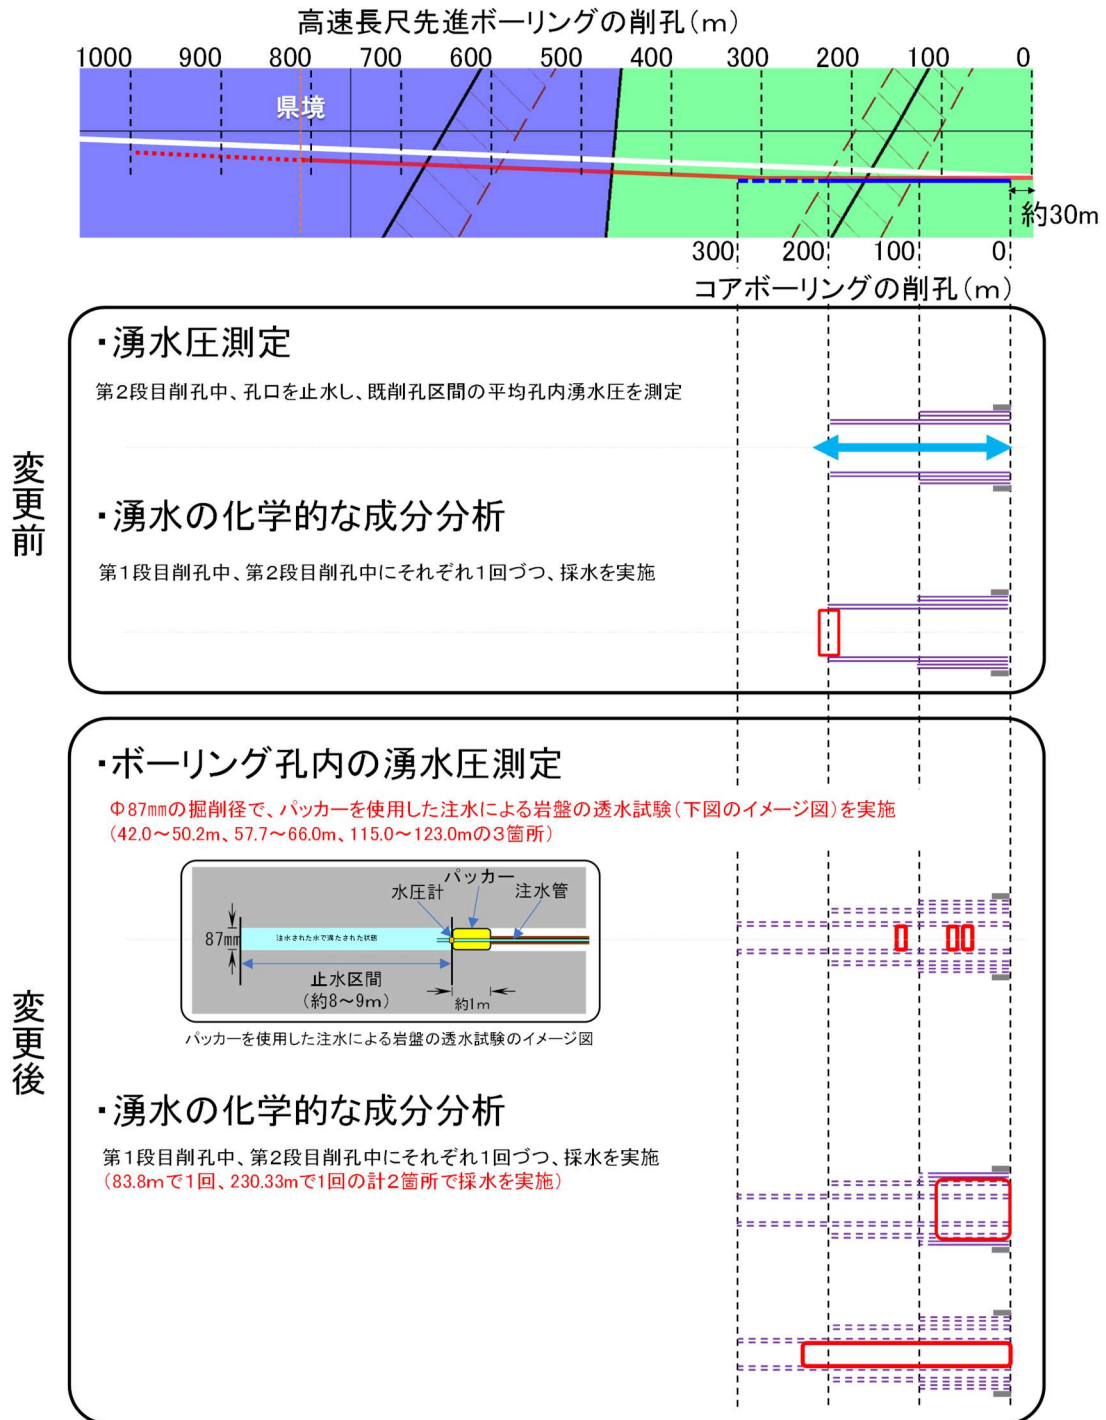 高速長尺先進ボーリングの削孔(m)
1000 900 800 700 600 500 400 300 200 100 0
県境
約30m
300 200 100 0
コアボーリングの削孔(m)
変更前
・湧水圧測定
第2段目削孔中、孔口を止水し、既削孔区間の平均孔内湧水圧を測定
・湧水の化学的な成分分析
第1段目削孔中、第2段目削孔中にそれぞれ1回づつ、採水を実施
変更後
・ボーリング孔内の湧水圧測定
Φ87㎜の掘削径で、パッカーを使用した注水による岩盤の透水試験(下図のイメージ図)を実施
(42.0～50.2m、57.7～66.0m、115.0～123.0mの3箇所)
パッカー
水圧計
注水管
87㎜
注水された水で満たされた状態
止水区間
(約8～9m)
約1m
パッカーを使用した注水による岩盤の透水試験のイメージ図
・湧水の化学的な成分分析
第1段目削孔中、第2段目削孔中にそれぞれ1回づつ、採水を実施
(83.8mで1回、230.33mで1回の計2箇所で採水を実施)